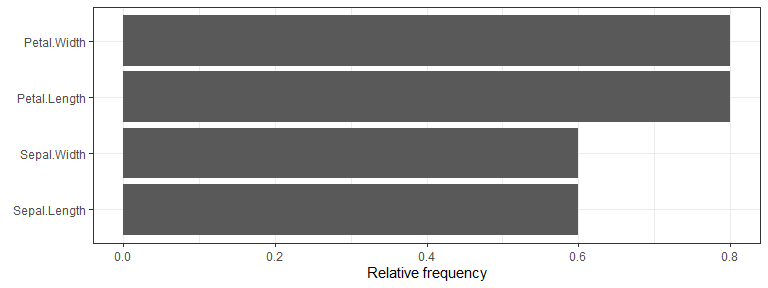 Petal.Width
Petal.Length
Sepal.Width
Sepal.Length
0.0 0.2 0.4 0.6 0.8
Relative frequency